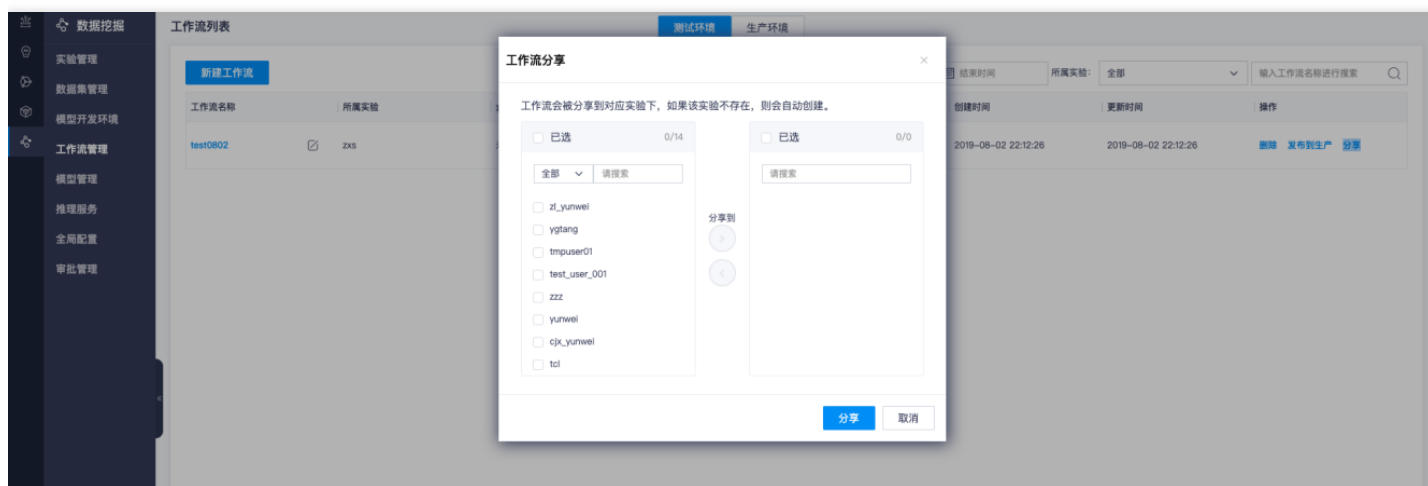 数据挖掘
实验管理
数据集管理
模型开发环境
工作流管理
模型管理
推理服务
全局配置
审批管理
工作流列表
测试环境 生产环境
新建工作流
结束时间 所属实验: 全部 输入工作流名称进行搜索
工作流名称 所属实验 创建时间 更新时间 操作
test0802 zxs 2019-08-02 22:12:26 2019-08-02 22:12:26 删除 发布到生产 分享
工作流分享
工作流会被分享到对应实验下，如果该实验不存在，则会自动创建。
已选 0/14
全部 请搜索
zl_yunwei
ygtang
tmpuser01
test_user_001
zzz
yunwei
cjx_yunwei
tcl
分享到
已选 0/0
请搜索
分享 取消